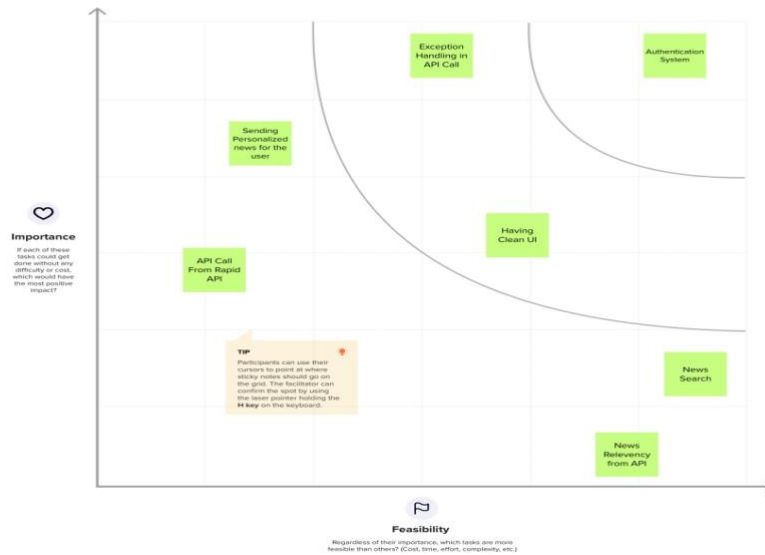 Exception
Handling in
API Call
Authentication
System
Sending
Personalized
news for the
user
Having
Clean UI
API Call
From Rapid
API
Importance
If each of these
tasks could get
done without any
difficulty or cost,
which would have
the most positive
impact?
TIP
Participants can use their
cursors to point at where
sticky notes should go on
the grid. The facilitator can
confirm the spot by using
the laser pointer holding the
H key on the keyboard.
News
Search
News
Relevency
from API
Feasibility
Regardless of their importance, which tasks are more
feasible than others? (Cost, time, effort, complexity, etc.)